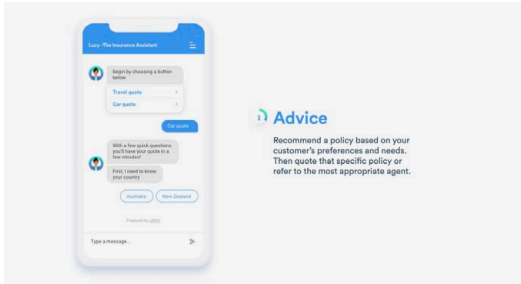 Lucy - The Insurance Assistant
Begin by choosing a button
below
Travel quote
Car quote
Car quote
With a few quick questions
you'll have your quote in a
few minutes!
First, I need to know
your country
Australia
New Zealand
Powered by
Type a message...
1
Advice
Recommend a policy based on your
customer's preferences and needs.
Then quote that specific policy or
refer to the most appropriate agent.